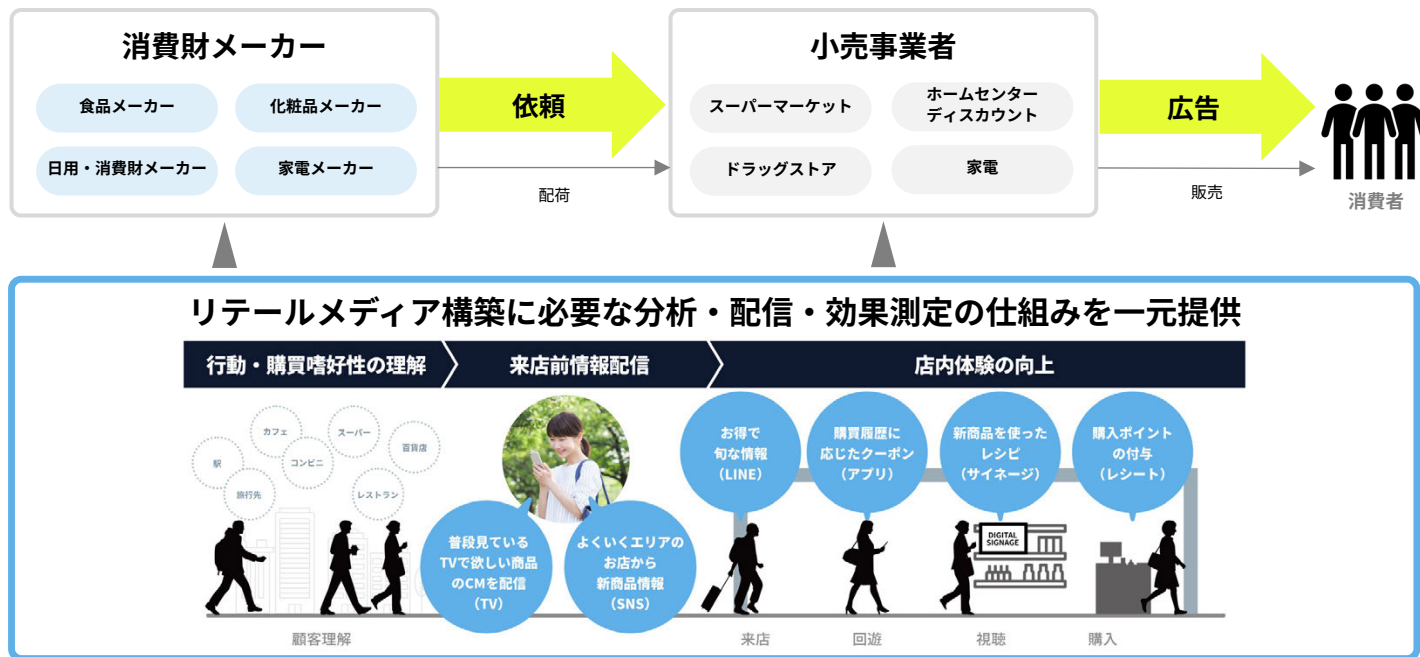 消費財メーカー
食品メーカー
化粧品メーカー
日用・消費財メーカー
家電メーカー
依頼
配荷
小売事業者
スーパーマーケット
ホームセンター
ディスカウント
ドラッグストア
家電
広告
販売
消費者
リテールメディア構築に必要な分析・配信・効果測定の仕組みを一元提供
行動・購買嗜好性の理解
来店前情報配信
店内体験の向上
カフェ
スーパー
百貨店
駅
コンビニ
旅行先
レストラン
普段見ている
TVで欲しい商品
のCMを配信
（TV）
よくいくエリアの
お店から
新商品情報
（SNS）
お得で
旬な情報
（LINE）
購買履歴に
応じたクーポン
（アプリ）
新商品を使った
レシピ
（サイネージ）
購入ポイント
の付与
（レシート）
DIGITAL
SIGNAGE
顧客理解
来店
回遊
視聴
購入